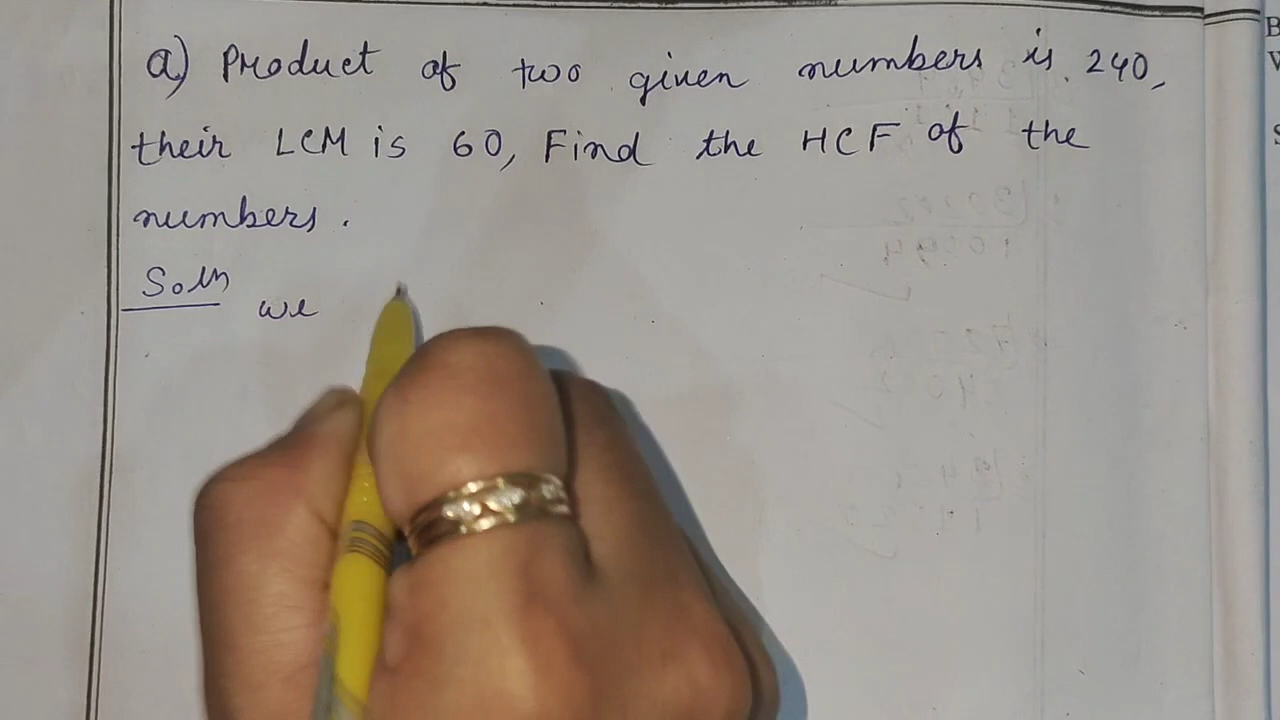 a) Product of two given numbers is 240,
their LCM is 60, Find the HCF of the
numbers.
Soln we